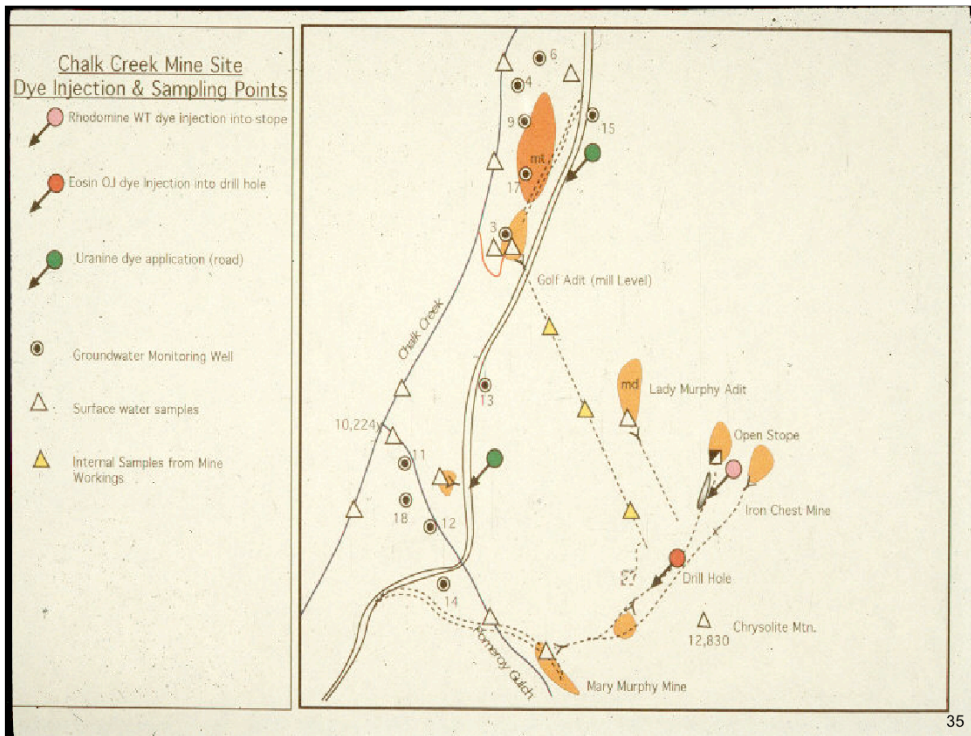 Chalk Creek Mine Site
Dye Injection & Sampling Points
Rhodomine WT dye injection into stope
Eosin OJ dye Injection into drill hole
Uranine dye application (road)
Groundwater Monitoring Well
Surface water samples
Internal Samples from Mine
Workings
6
4
9
15
mt
17
3
Golf Adit (mill Level)
Chalk Creek
13
md
Lady Murphy Adit
10,224
Open Stope
11
18
12
Iron Chest Mine
Drill Hole
14
Chrysolite Mtn.
12,830
Pomeroy Gulch
Mary Murphy Mine
35